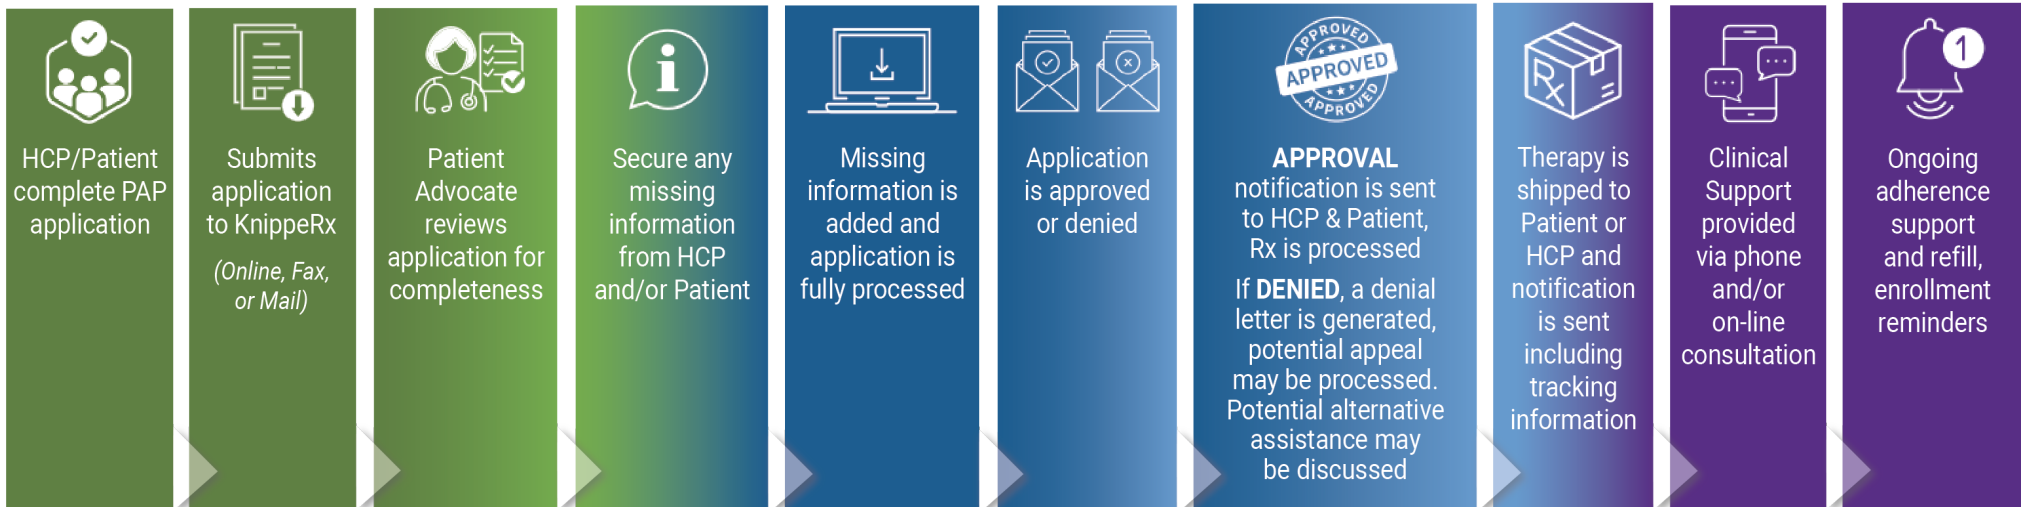 HCP/Patient
complete PAP
application
Submits
application
to KnippeRx
(Online, Fax,
or Mail)
Patient
Advocate
reviews
application for
completeness
Secure any
missing
information
from HCP
and/or Patient
Missing
information is
added and
application is
fully processed
Application
is approved
or denied
APPROVED
APPROVED
APPROVED
APPROVAL
notification is sent
to HCP & Patient,
Rx is processed
If DENIED, a denial
letter is generated,
potential appeal
may be processed.
Potential alternative
assistance may
be discussed
Rx
Therapy is
shipped to
Patient or
HCP and
notification
is sent
including
tracking
information
Clinical
Support
provided
via phone
and/or
on-line
consultation
1
Ongoing
adherence
support
and refill,
enrollment
reminders